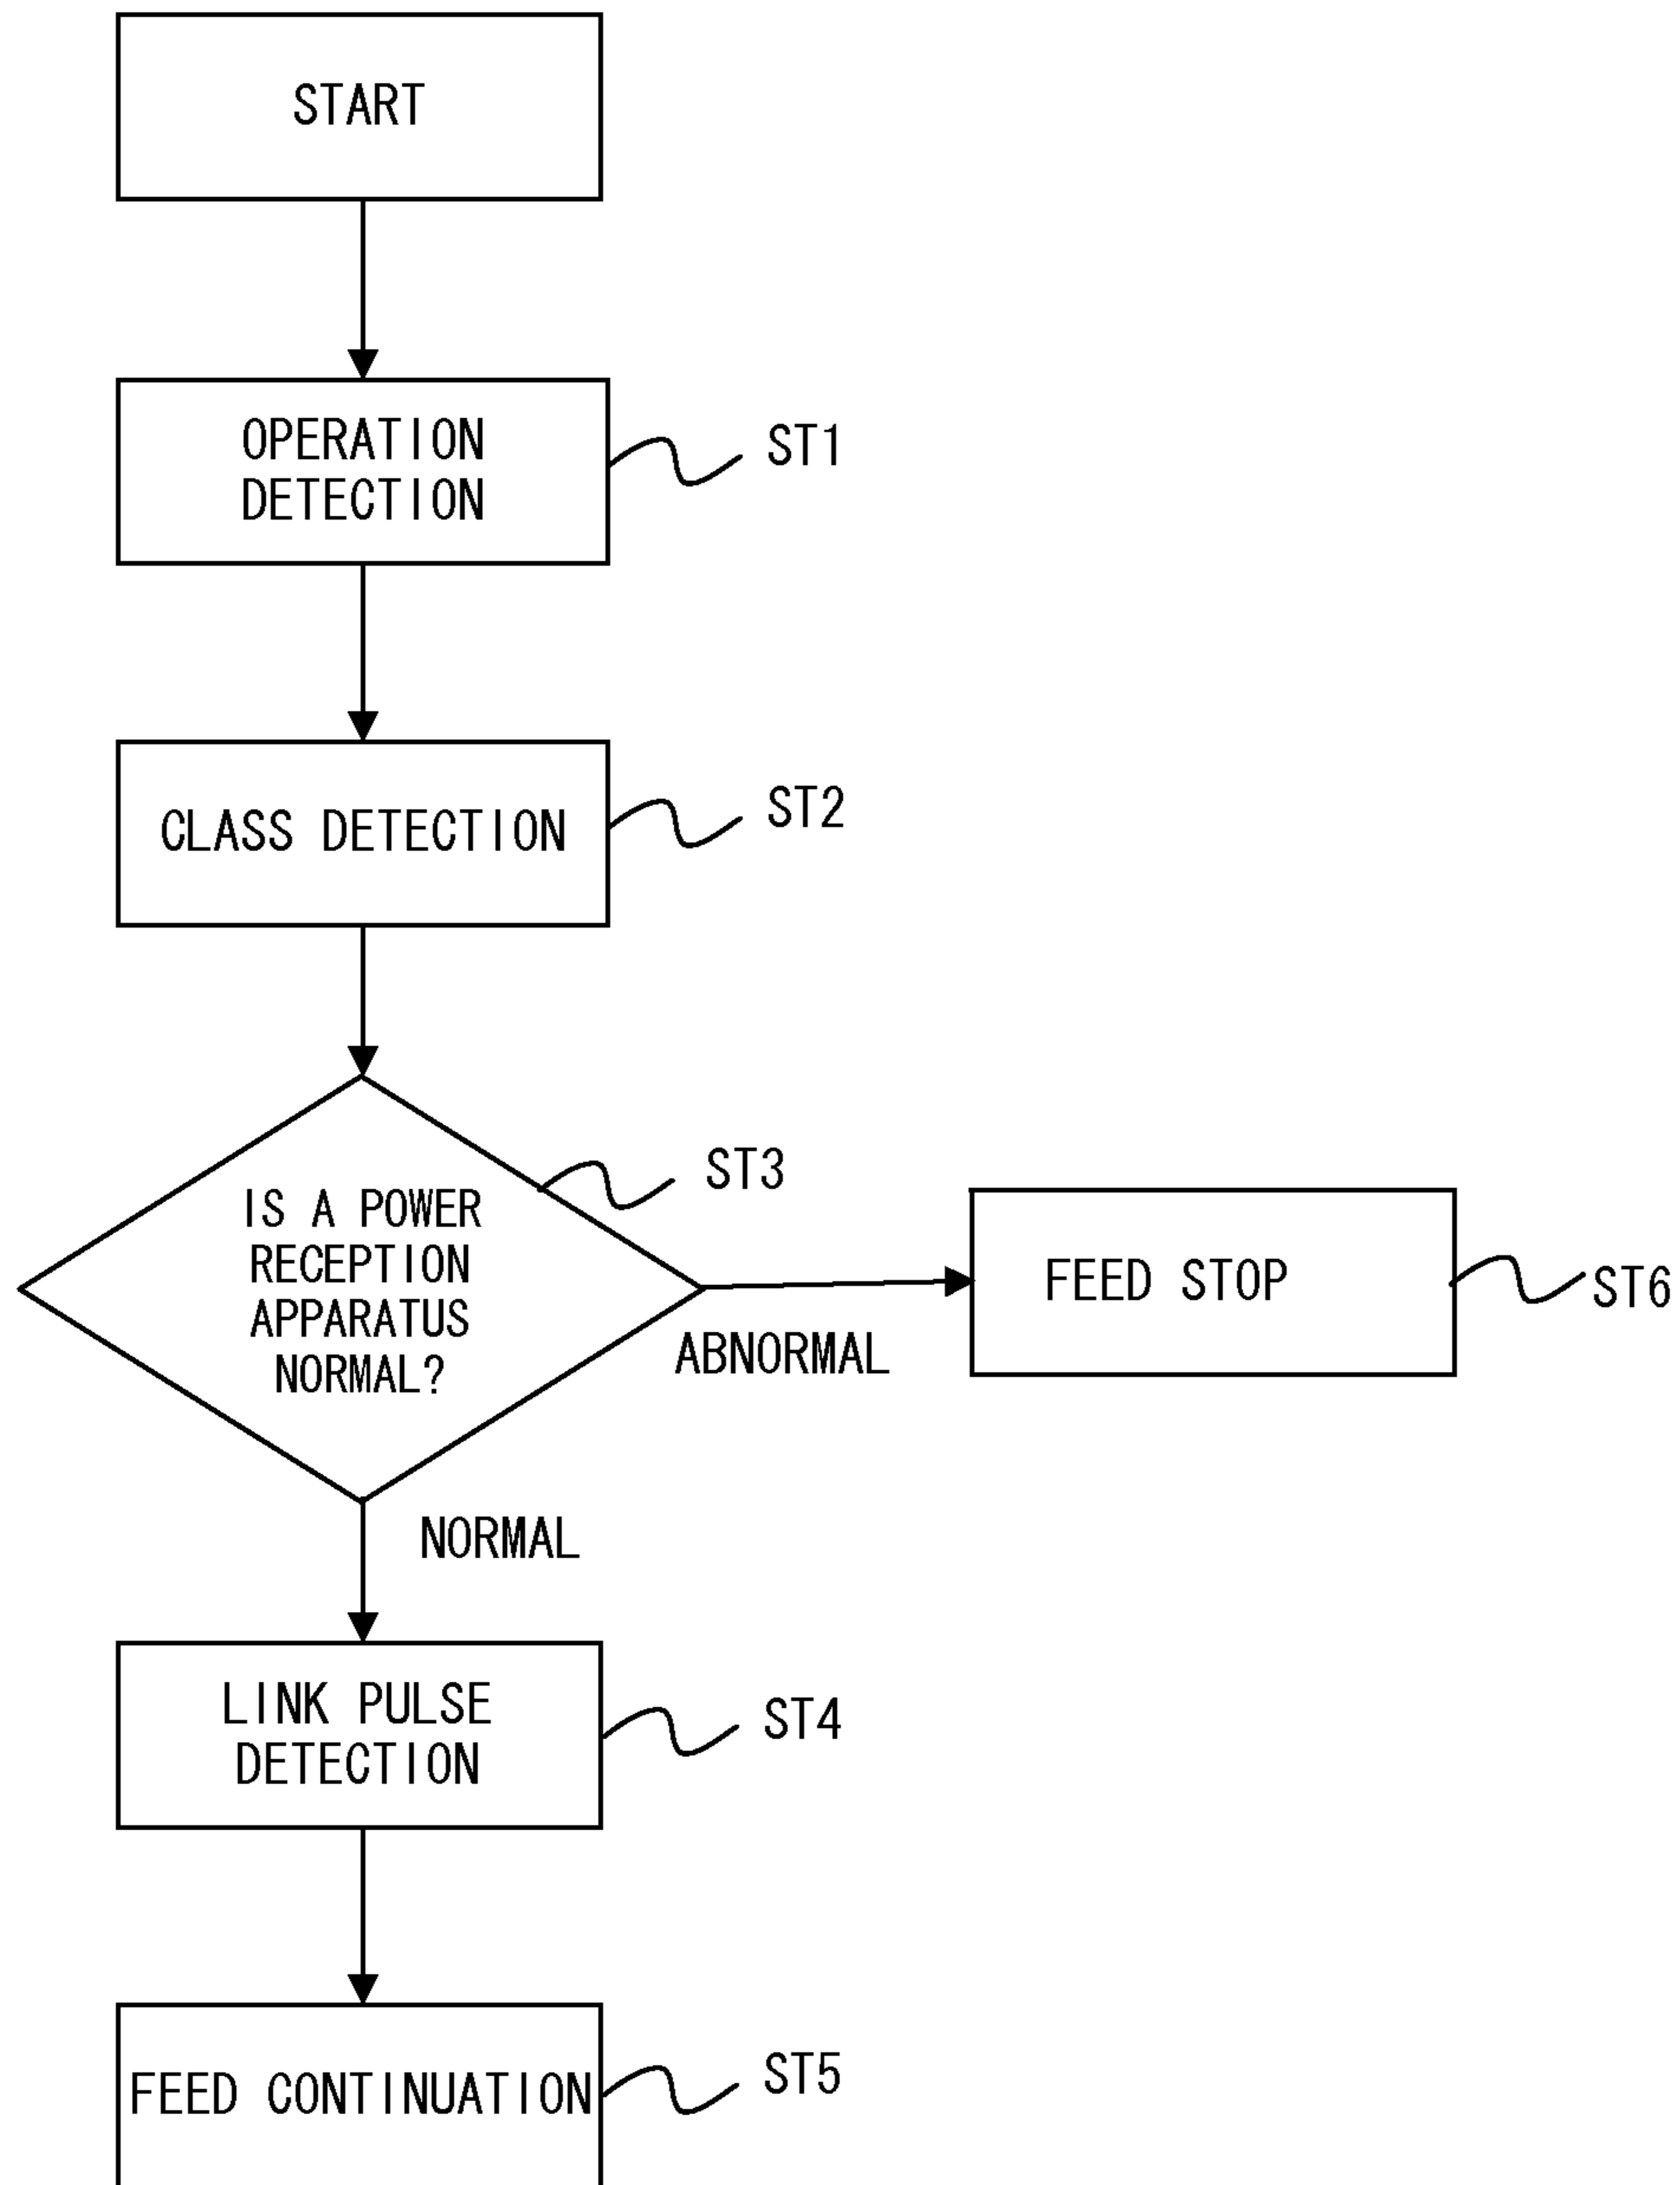 START
OPERATION
DETECTION
ST1
CLASS DETECTION
ST2
IS A POWER
RECEPTION
APPARATUS
NORMAL?
ST3
ABNORMAL
FEED STOP
ST6
NORMAL
LINK PULSE
DETECTION
ST4
FEED CONTINUATION
ST5